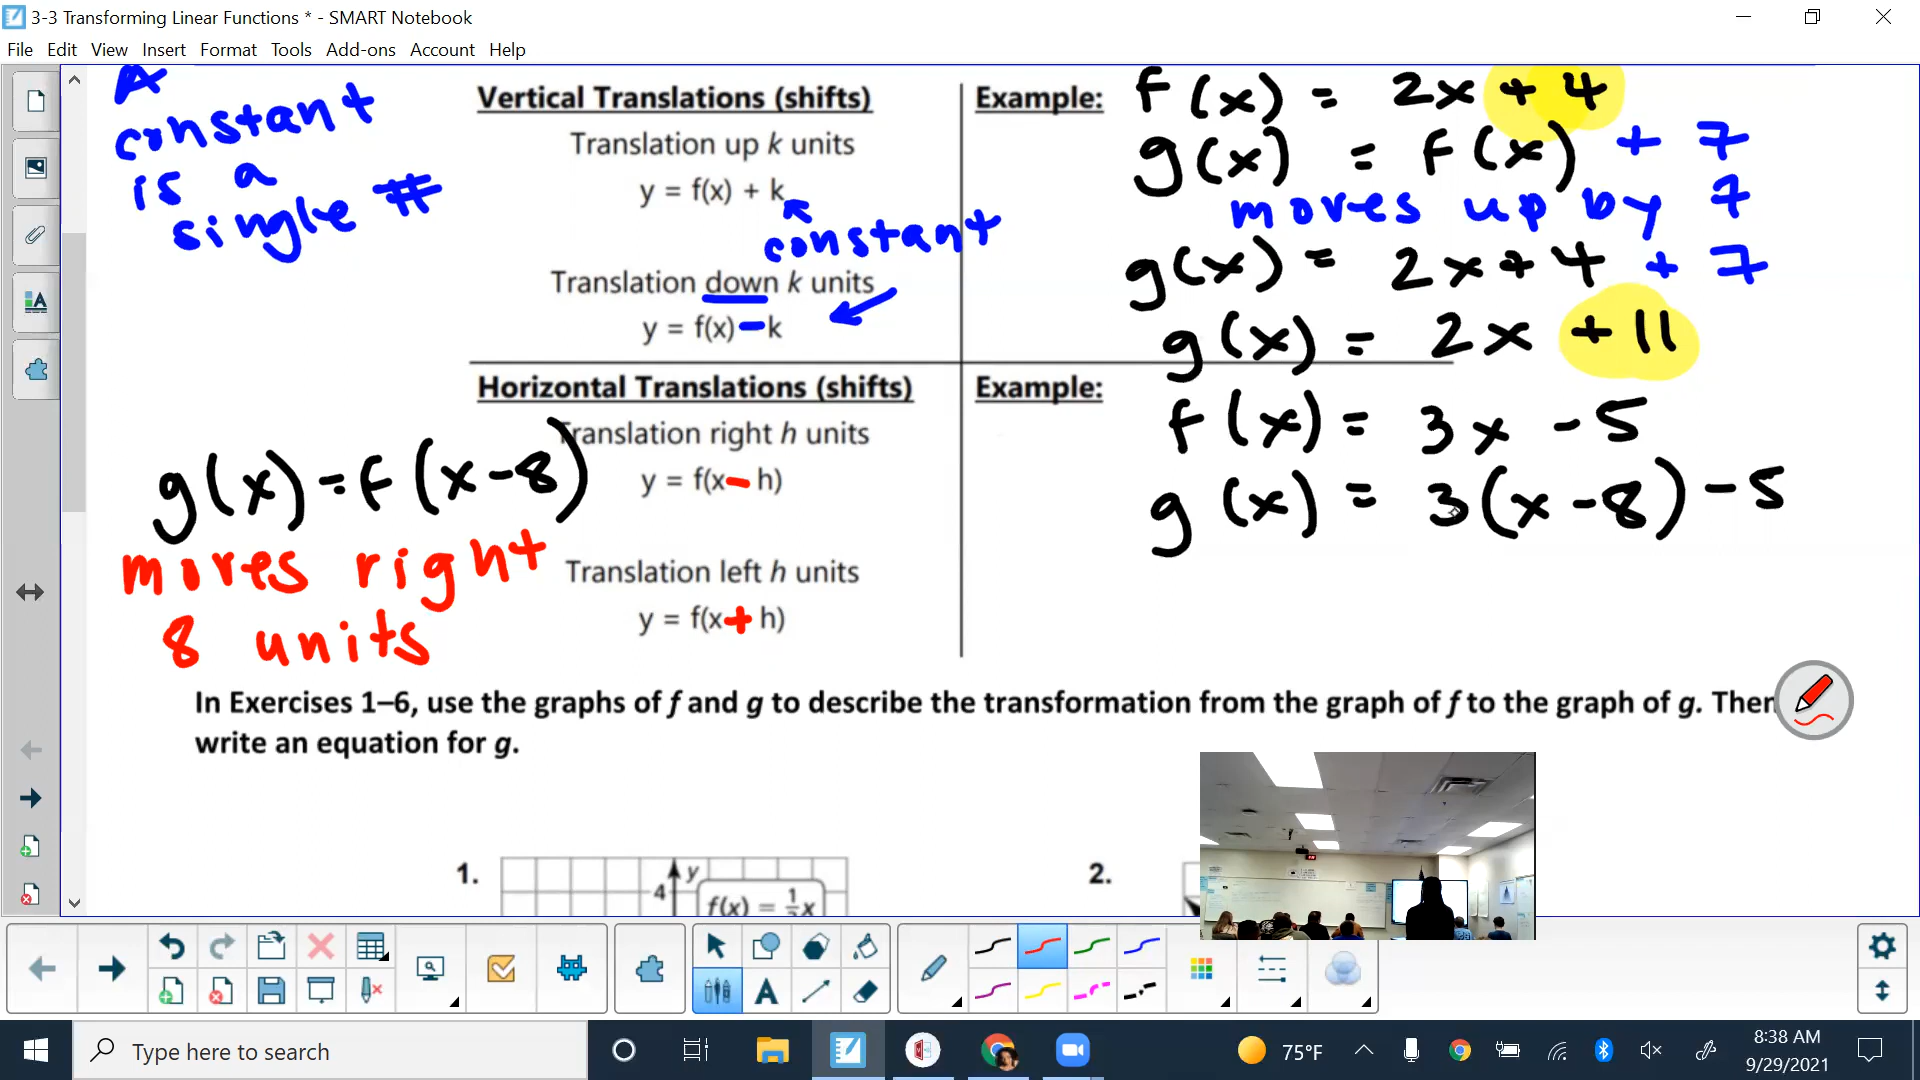 3-3 Transforming Linear Functions * - SMART Notebook
File Edit View Insert Format Tools Add-ons Account Help
A
constant
is a
single #
Vertical Translations (shifts)
Translation up k units
y = f(x) + k
constant
Translation down k units
y = f(x) - k
Example:
f(x) = 2x + 4
g(x) = f(x) + 7
moves up by 7
g(x) = 2x + 4 + 7
g(x) = 2x + 11
Horizontal Translations (shifts)
Translation right h units
y = f(x - h)
Translation left h units
y = f(x + h)
g(x) = f(x-8)
moves right
8 units
Example:
f(x) = 3x - 5
g(x) = 3(x-8) - 5
In Exercises 1–6, use the graphs of f and g to describe the transformation from the graph of f to the graph of g. Then
write an equation for g.
1.
4
y
2.
Type here to search
75°F
8:38 AM
9/29/2021